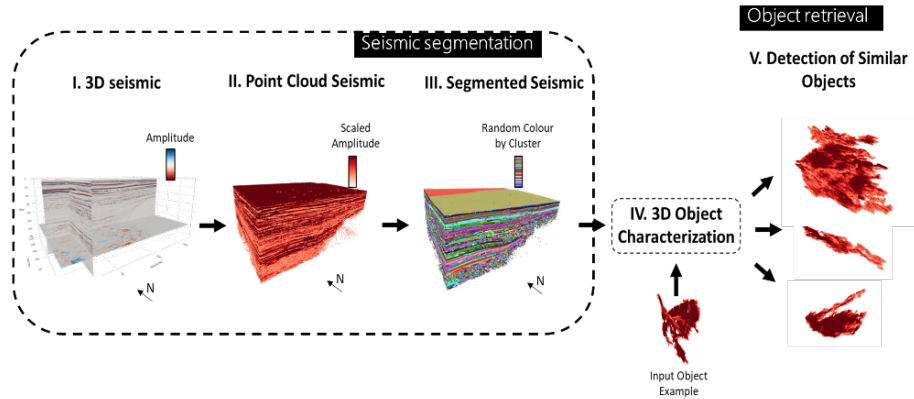 Object retrieval
Seismic segmentation
I. 3D seismic
II. Point Cloud Seismic
III. Segmented Seismic
V. Detection of Similar
Objects
Amplitude
Scaled
Amplitude
Random Colour
by Cluster
IV. 3D Object
Characterization
N
N
N
Input Object
Example